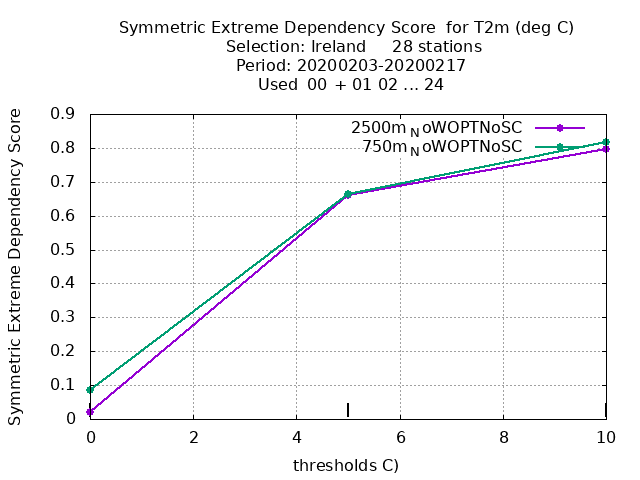 Symmetric Extreme Dependency Score  for T2m (deg C)
Selection: Ireland     28 stations
Period: 20200203-20200217
Used  00 + 01 02 ... 24
Symmetric Extreme Dependency Score
0.9
0.8
0.7
0.6
0.5
0.4
0.3
0.2
0.1
0
2500mNoWOPTNoSC
750mNoWOPTNoSC
0 2 4 6 8 10
thresholds C)